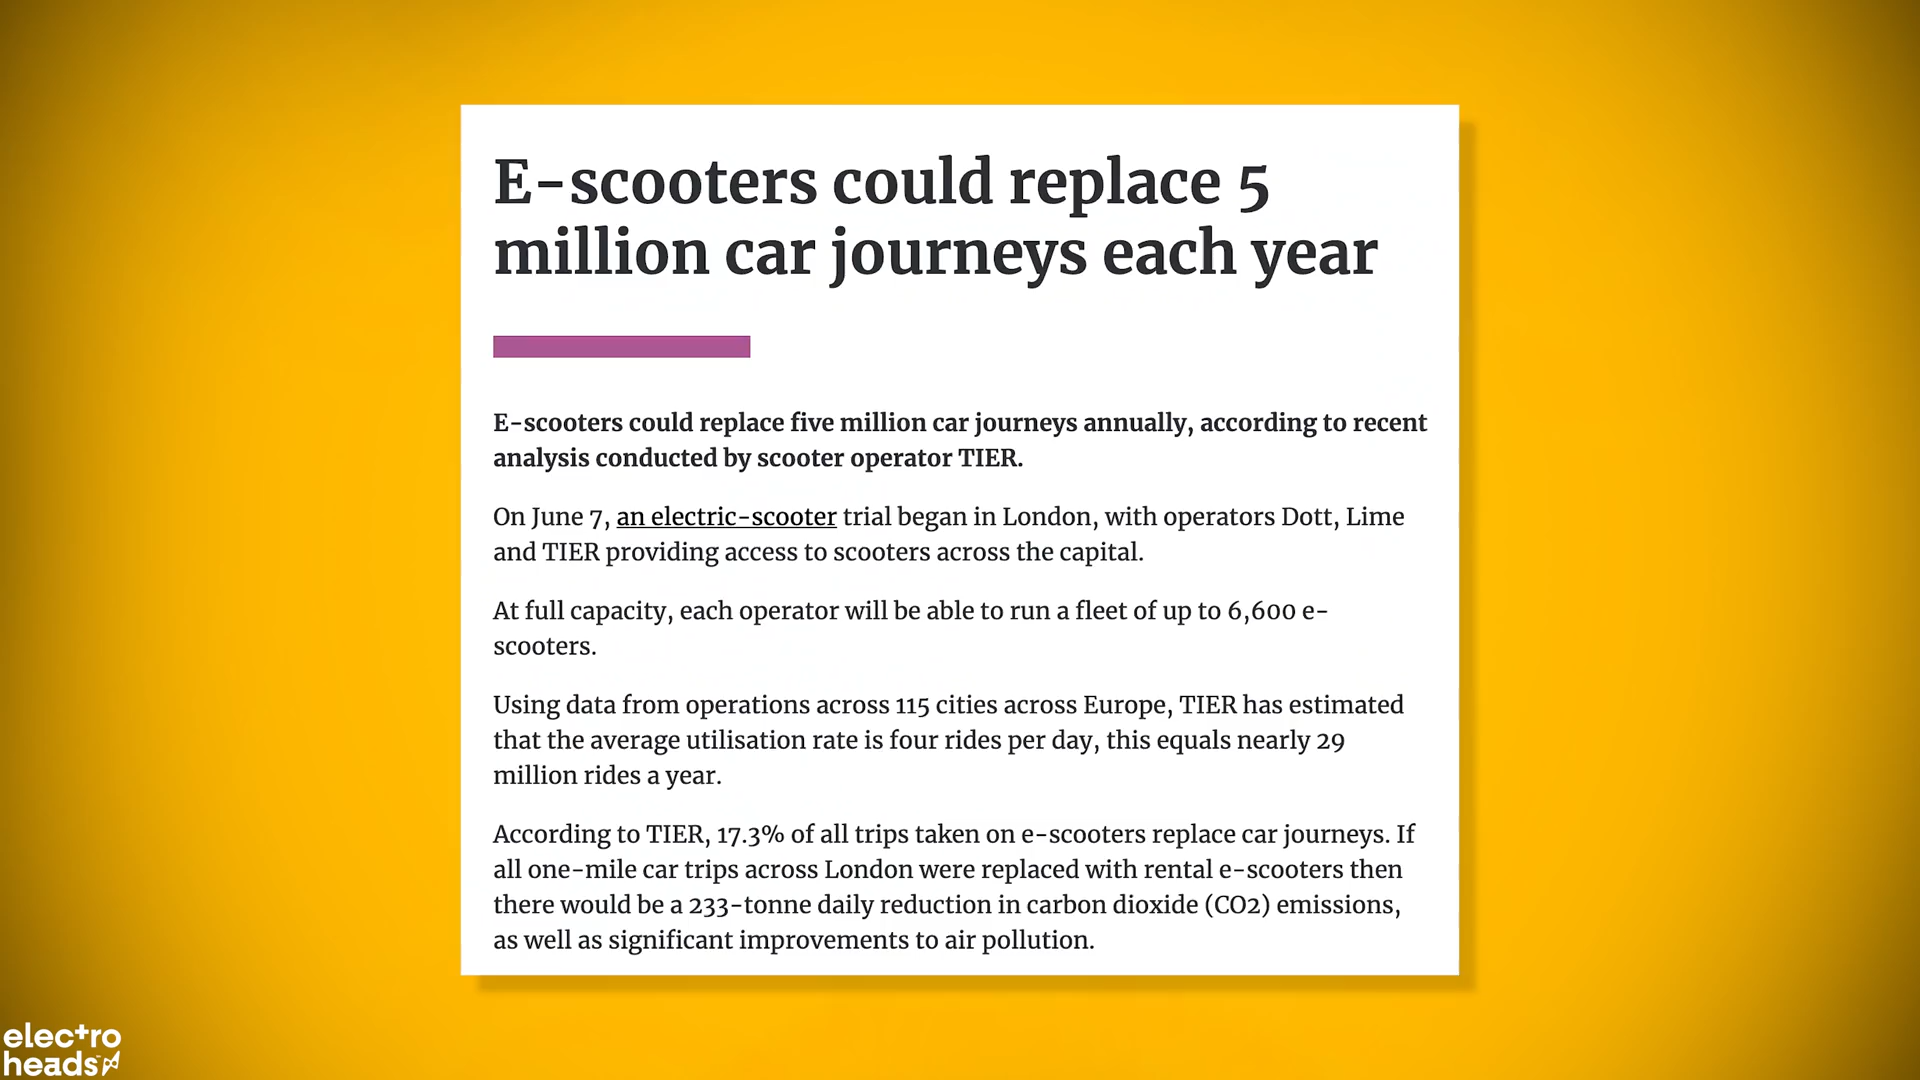 E-scooters could replace 5
million car journeys each year
E-scooters could replace five million car journeys annually, according to recent
analysis conducted by scooter operator TIER.
On June 7, an electric-scooter trial began in London, with operators Dott, Lime
and TIER providing access to scooters across the capital.
At full capacity, each operator will be able to run a fleet of up to 6,600 e-
scooters.
Using data from operations across 115 cities across Europe, TIER has estimated
that the average utilisation rate is four rides per day, this equals nearly 29
million rides a year.
According to TIER, 17.3% of all trips taken on e-scooters replace car journeys. If
all one-mile car trips across London were replaced with rental e-scooters then
there would be a 233-tonne daily reduction in carbon dioxide (CO2) emissions,
as well as significant improvements to air pollution.
electro
heads